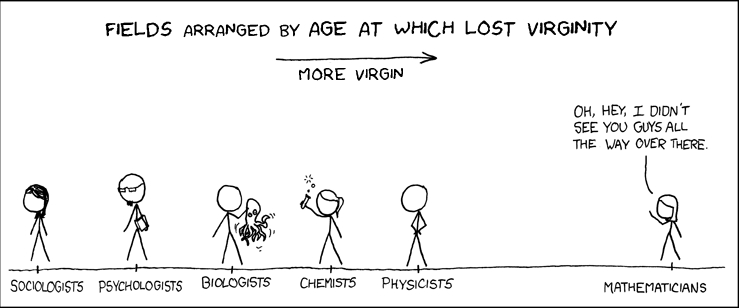 FIELDS ARRANGED BY AGE AT WHICH LOST VIRGINITY
MORE VIRGIN
OH, HEY, I DIDN'T
SEE YOU GUYS ALL
THE WAY OVER THERE.
SOCIOLOGISTS PSYCHOLOGISTS BIOLOGISTS CHEMISTS PHYSICISTS MATHEMATICIANS